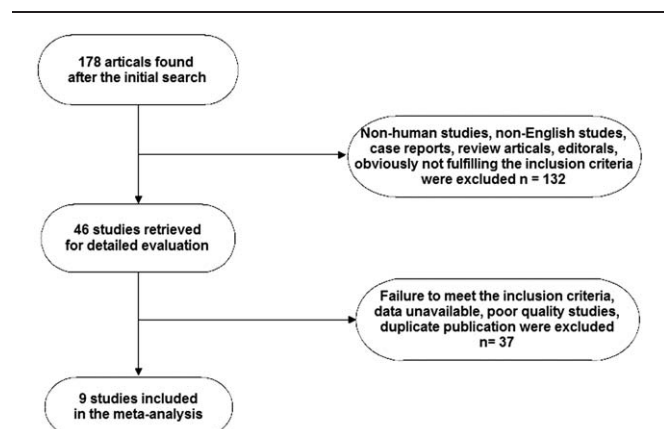 178 articals found
after the initial search
Non-human studies, non-English studes,
case reports, review articals, editorals,
obviously not fulfilling the inclusion criteria
were excluded n = 132
46 studies retrieved
for detailed evaluation
Failure to meet the inclusion criteria,
data unavailable, poor quality studies,
duplicate publication were excluded
n= 37
9 studies included
in the meta-analysis